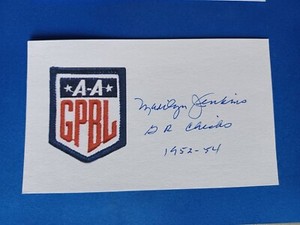 A-A
GPBL
Marilyn Jenkins
G R Chicks
1952-54